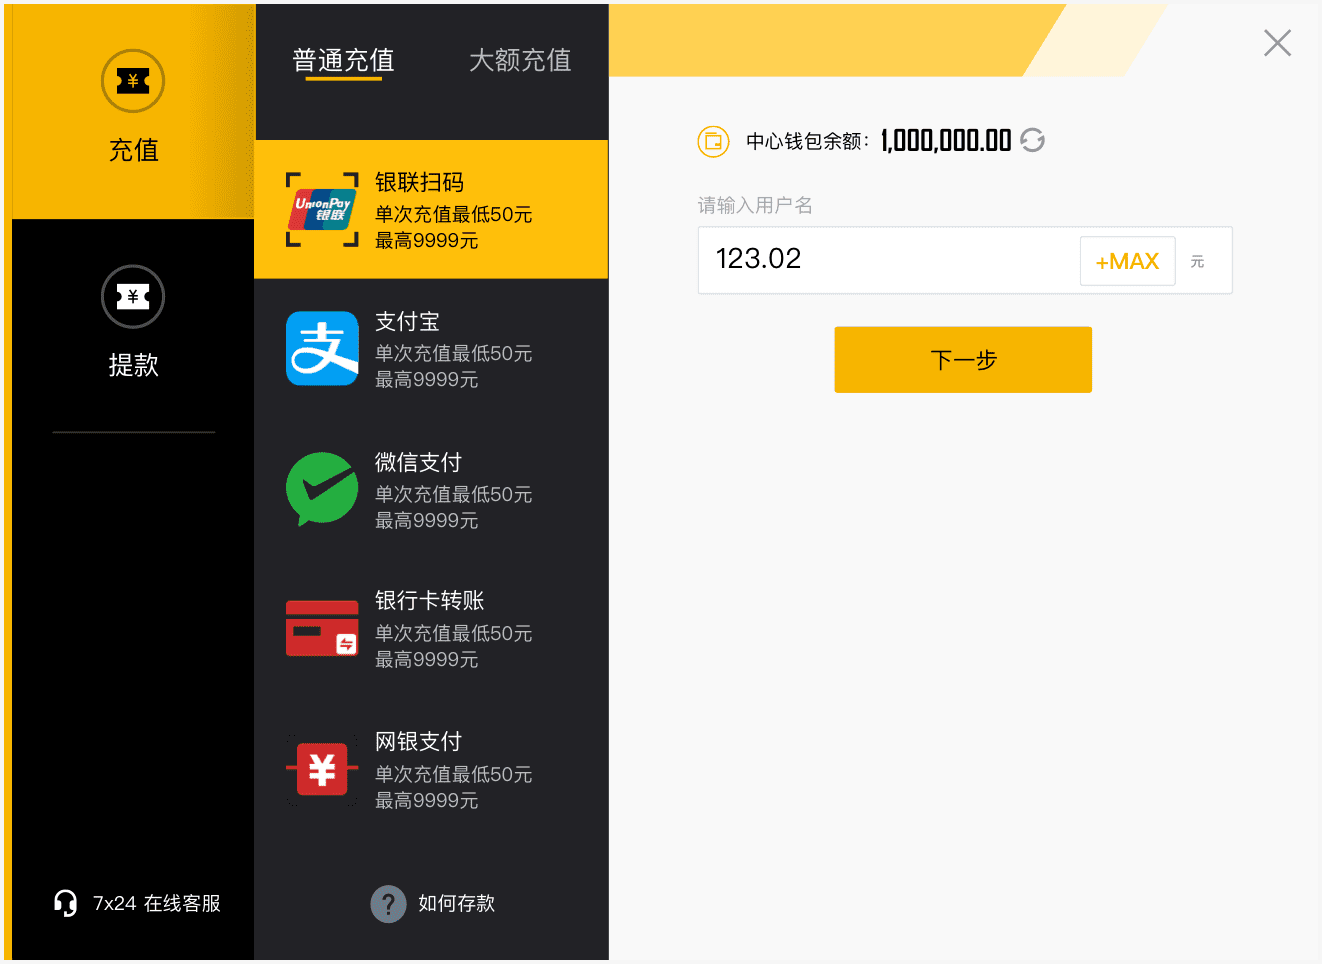 充值
提款
7x24 在线客服
普通充值
大额充值
UnionPay
银联
银联扫码
单次充值最低50元
最高9999元
支付宝
单次充值最低50元
最高9999元
微信支付
单次充值最低50元
最高9999元
银行卡转账
单次充值最低50元
最高9999元
网银支付
单次充值最低50元
最高9999元
如何存款
中心钱包余额：1,000,000.00
请输入用户名
123.02
+MAX
元
下一步